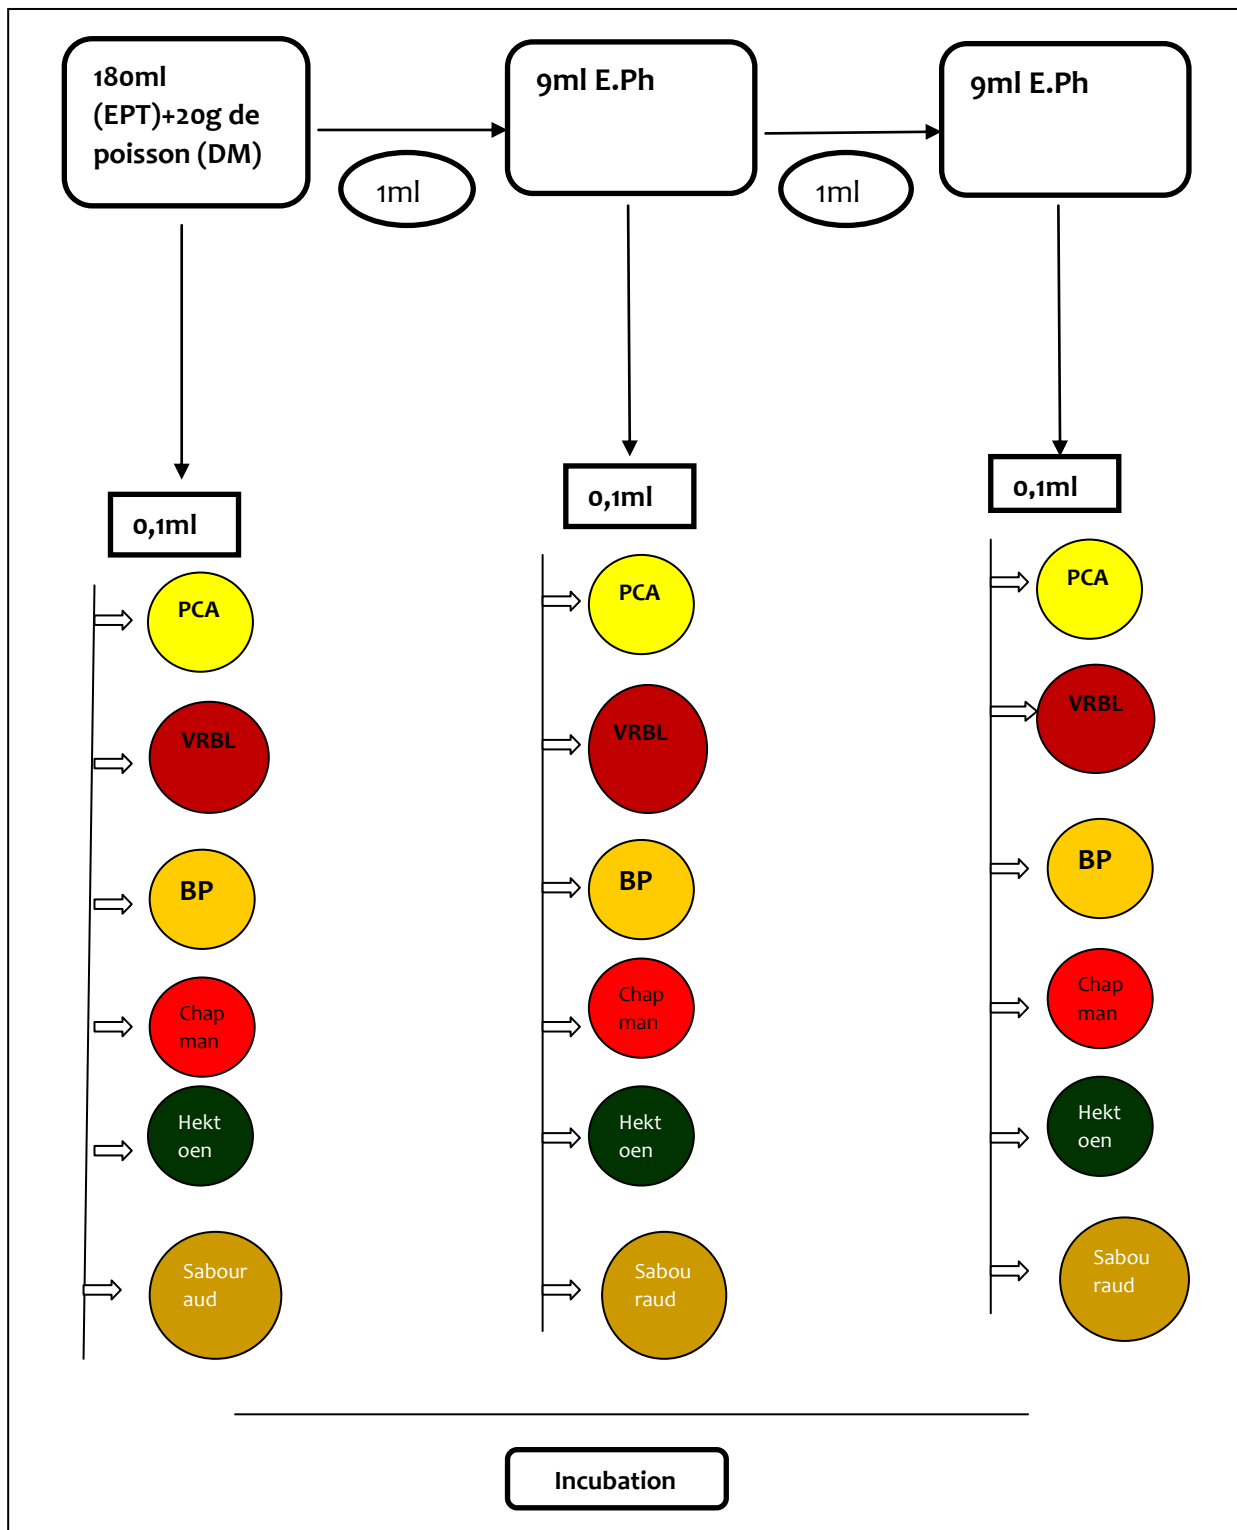 180ml
(EPT)+20g de
poisson (DM)
1ml
9ml E.Ph
1ml
9ml E.Ph
0,1ml
PCA
VRBL
BP
Chap
man
Hekt
oen
Sabour
aud
0,1ml
PCA
VRBL
BP
Chap
man
Hekt
oen
Sabou
raud
0,1ml
PCA
VRBL
BP
Chap
man
Hekt
oen
Sabou
raud
Incubation